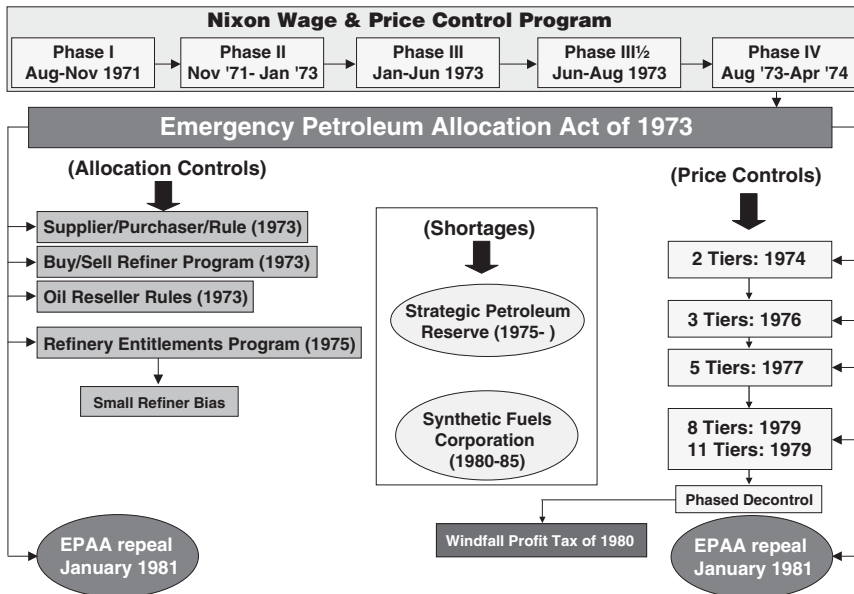 Nixon Wage & Price Control Program
Phase I
Aug-Nov 1971
Phase II
Nov '71- Jan '73
Phase III
Jan-Jun 1973
Phase III½
Jun-Aug 1973
Phase IV
Aug '73-Apr '74
Emergency Petroleum Allocation Act of 1973
(Allocation Controls)
Supplier/Purchaser/Rule (1973)
Buy/Sell Refiner Program (1973)
Oil Reseller Rules (1973)
Refinery Entitlements Program (1975)
Small Refiner Bias
EPAA repeal
January 1981
(Shortages)
Strategic Petroleum
Reserve (1975- )
Synthetic Fuels
Corporation
(1980-85)
(Price Controls)
2 Tiers: 1974
3 Tiers: 1976
5 Tiers: 1977
8 Tiers: 1979
11 Tiers: 1979
Phased Decontrol
Windfall Profit Tax of 1980
EPAA repeal
January 1981